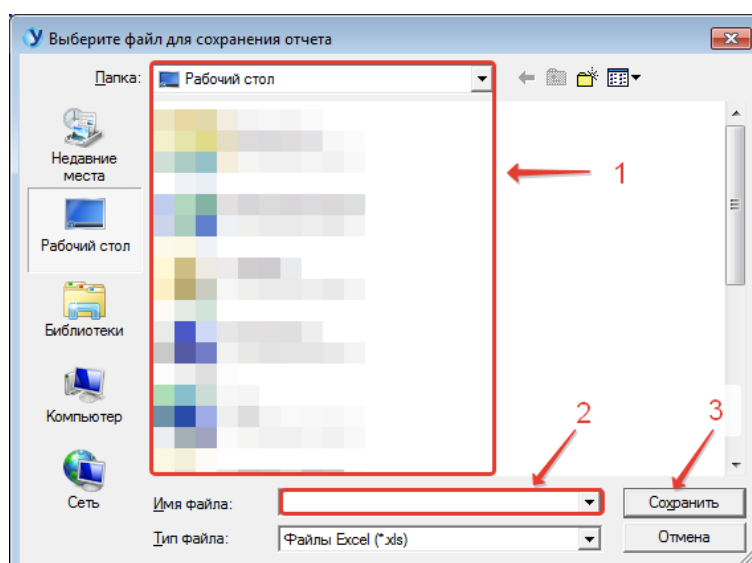 Выберите файл для сохранения отчета
Папка:
Рабочий стол
1
Недавние
места
Рабочий стол
Библиотеки
Компьютер
2
3
Сеть
Имя файла:
Сохранить
Тип файла:
Файлы Excel (*.xls)
Отмена